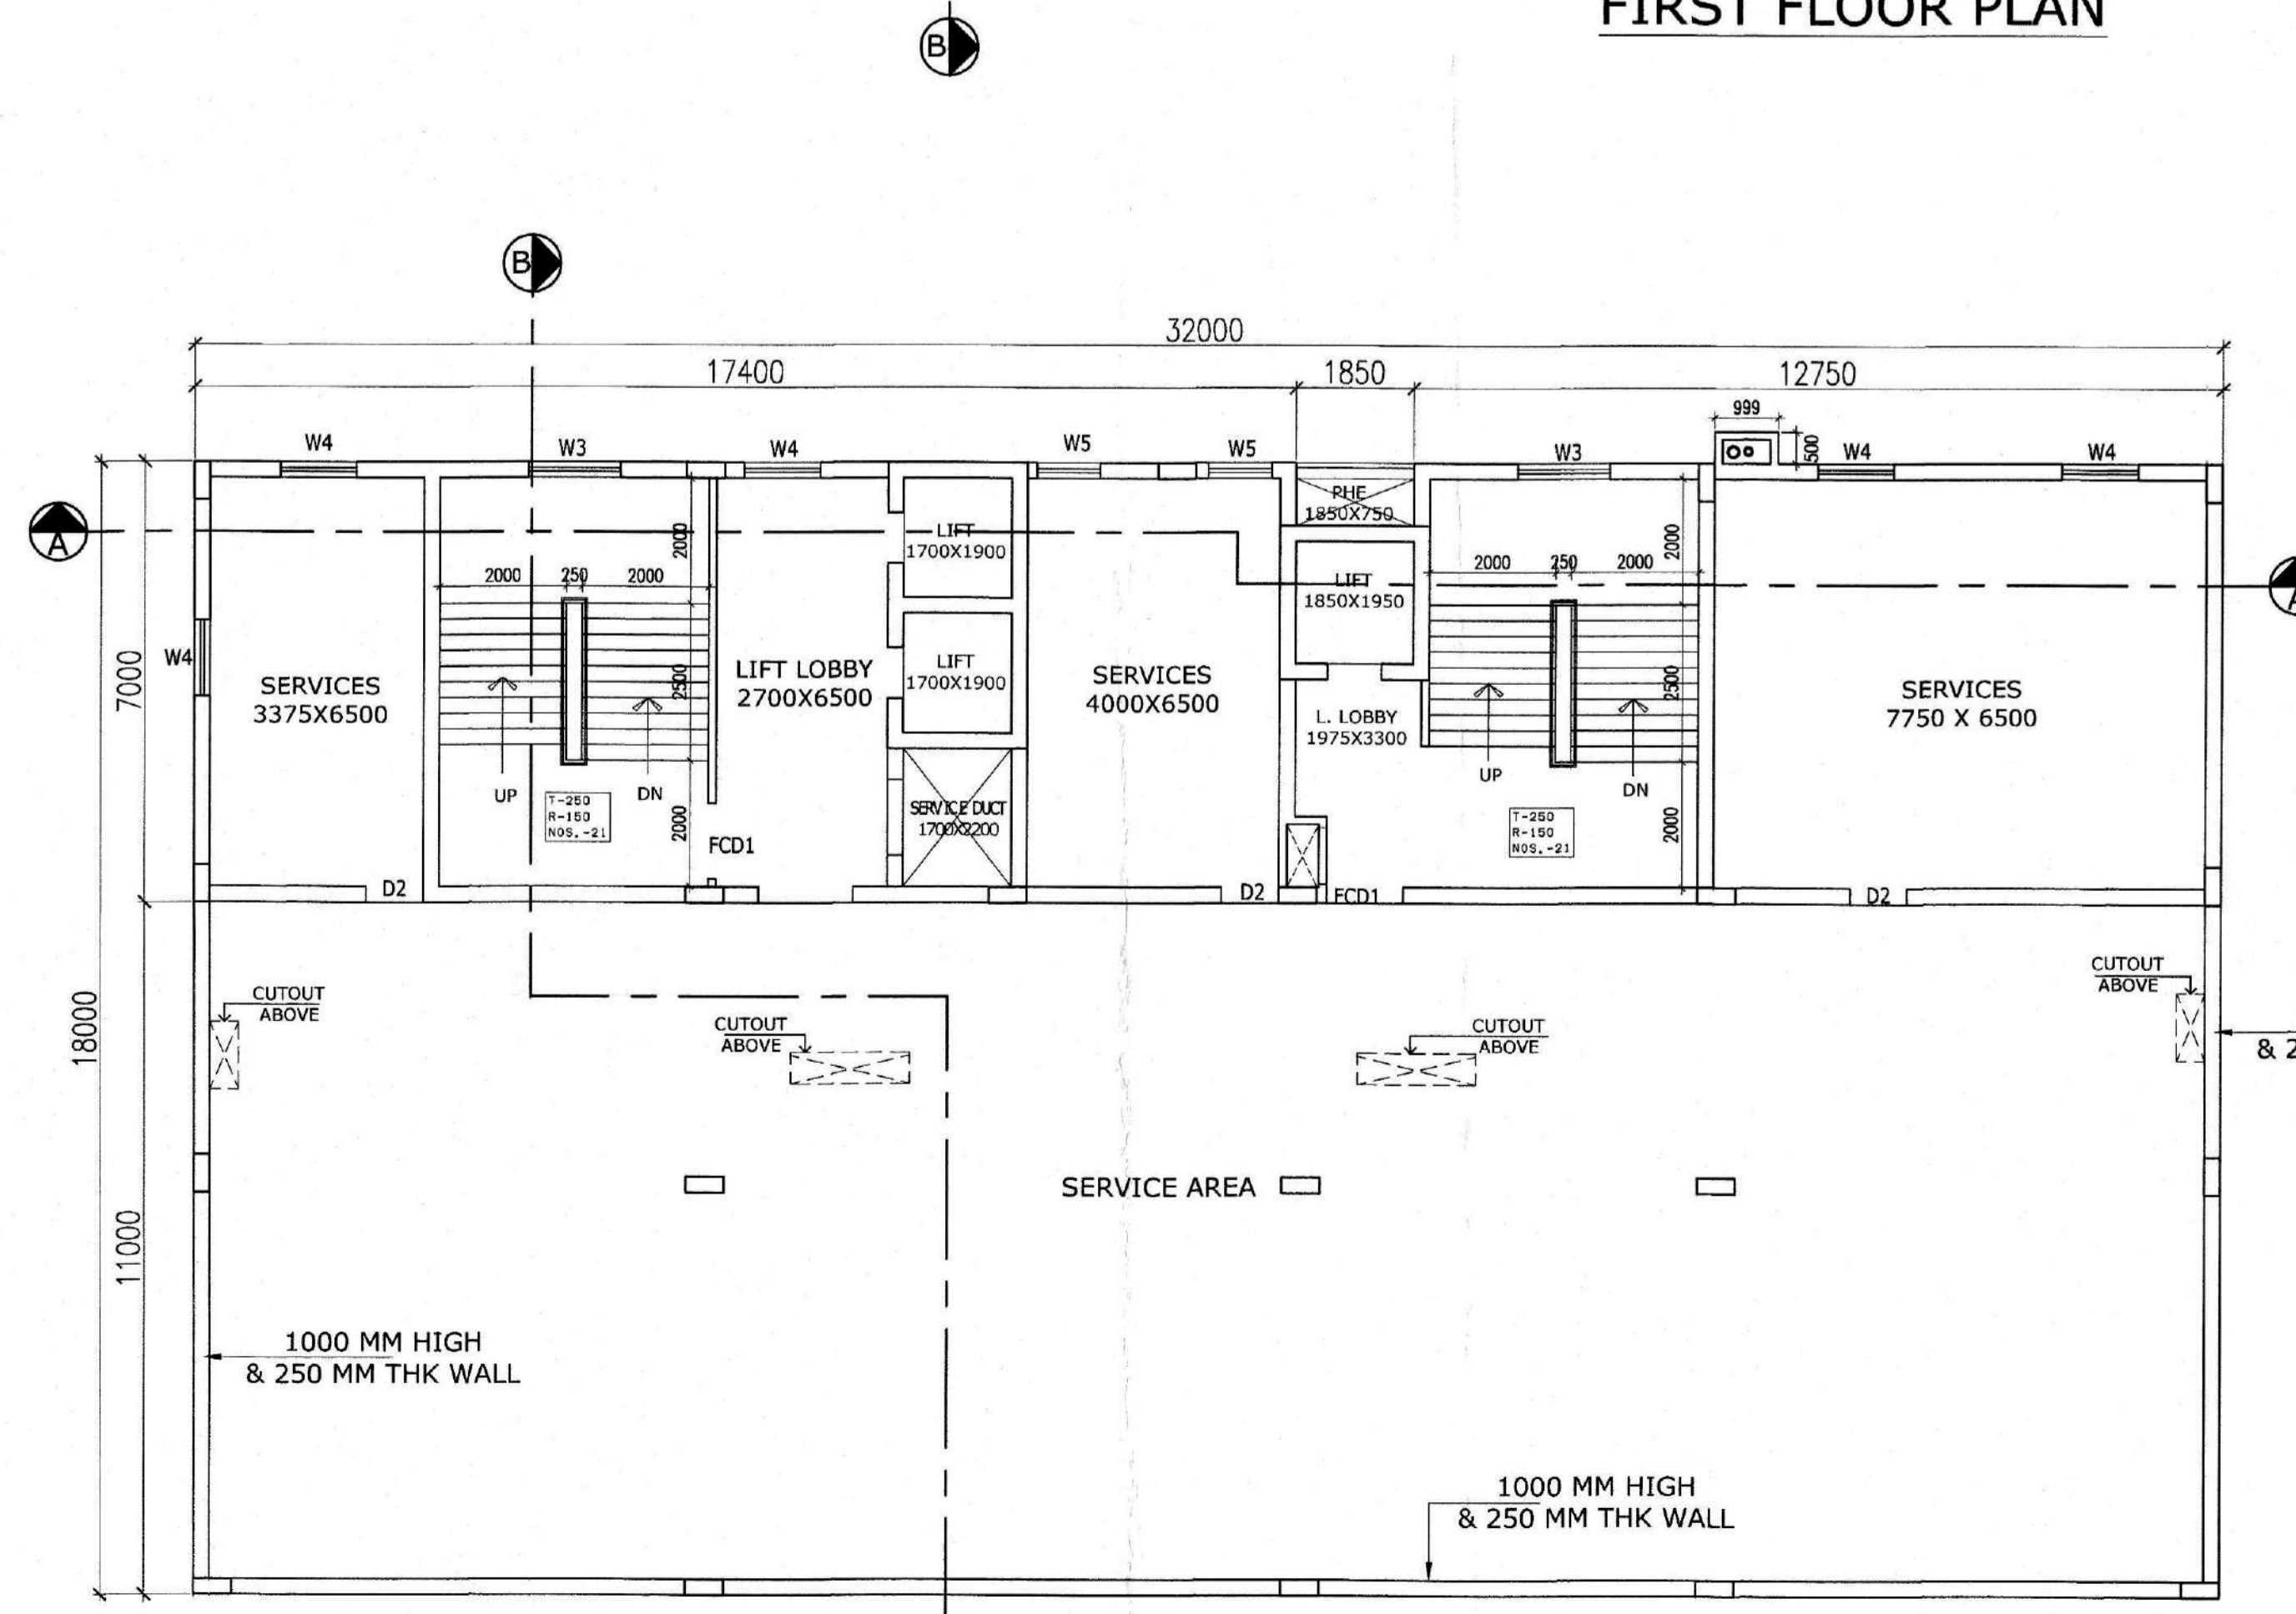 FIRST FLOOR PLAN
B
B
32000
17400
1850
12750
999
500
W4
W3
W4
W5
W5
W3
W4
W4
A
PHE
1850X750
2000
2000
LIFT
1700X1900
2000
250
2000
LIFT
1850X1950
2000
250
2000
A
7000
W4
SERVICES
3375X6500
2500
LIFT LOBBY
2700X6500
LIFT
1700X1900
SERVICES
4000X6500
L. LOBBY
1975X3300
2500
SERVICES
7750 X 6500
UP
DN
UP
DN
T-250
R-150
NOS.-21
2000
FCD1
SERVICE DUCT
1700X2200
T-250
R-150
NOS.-21
2000
D2
D2
FCD1
D2
18000
CUTOUT
ABOVE
CUTOUT
ABOVE
CUTOUT
ABOVE
CUTOUT
ABOVE
& 2
SERVICE AREA
11000
1000 MM HIGH
& 250 MM THK WALL
1000 MM HIGH
& 250 MM THK WALL